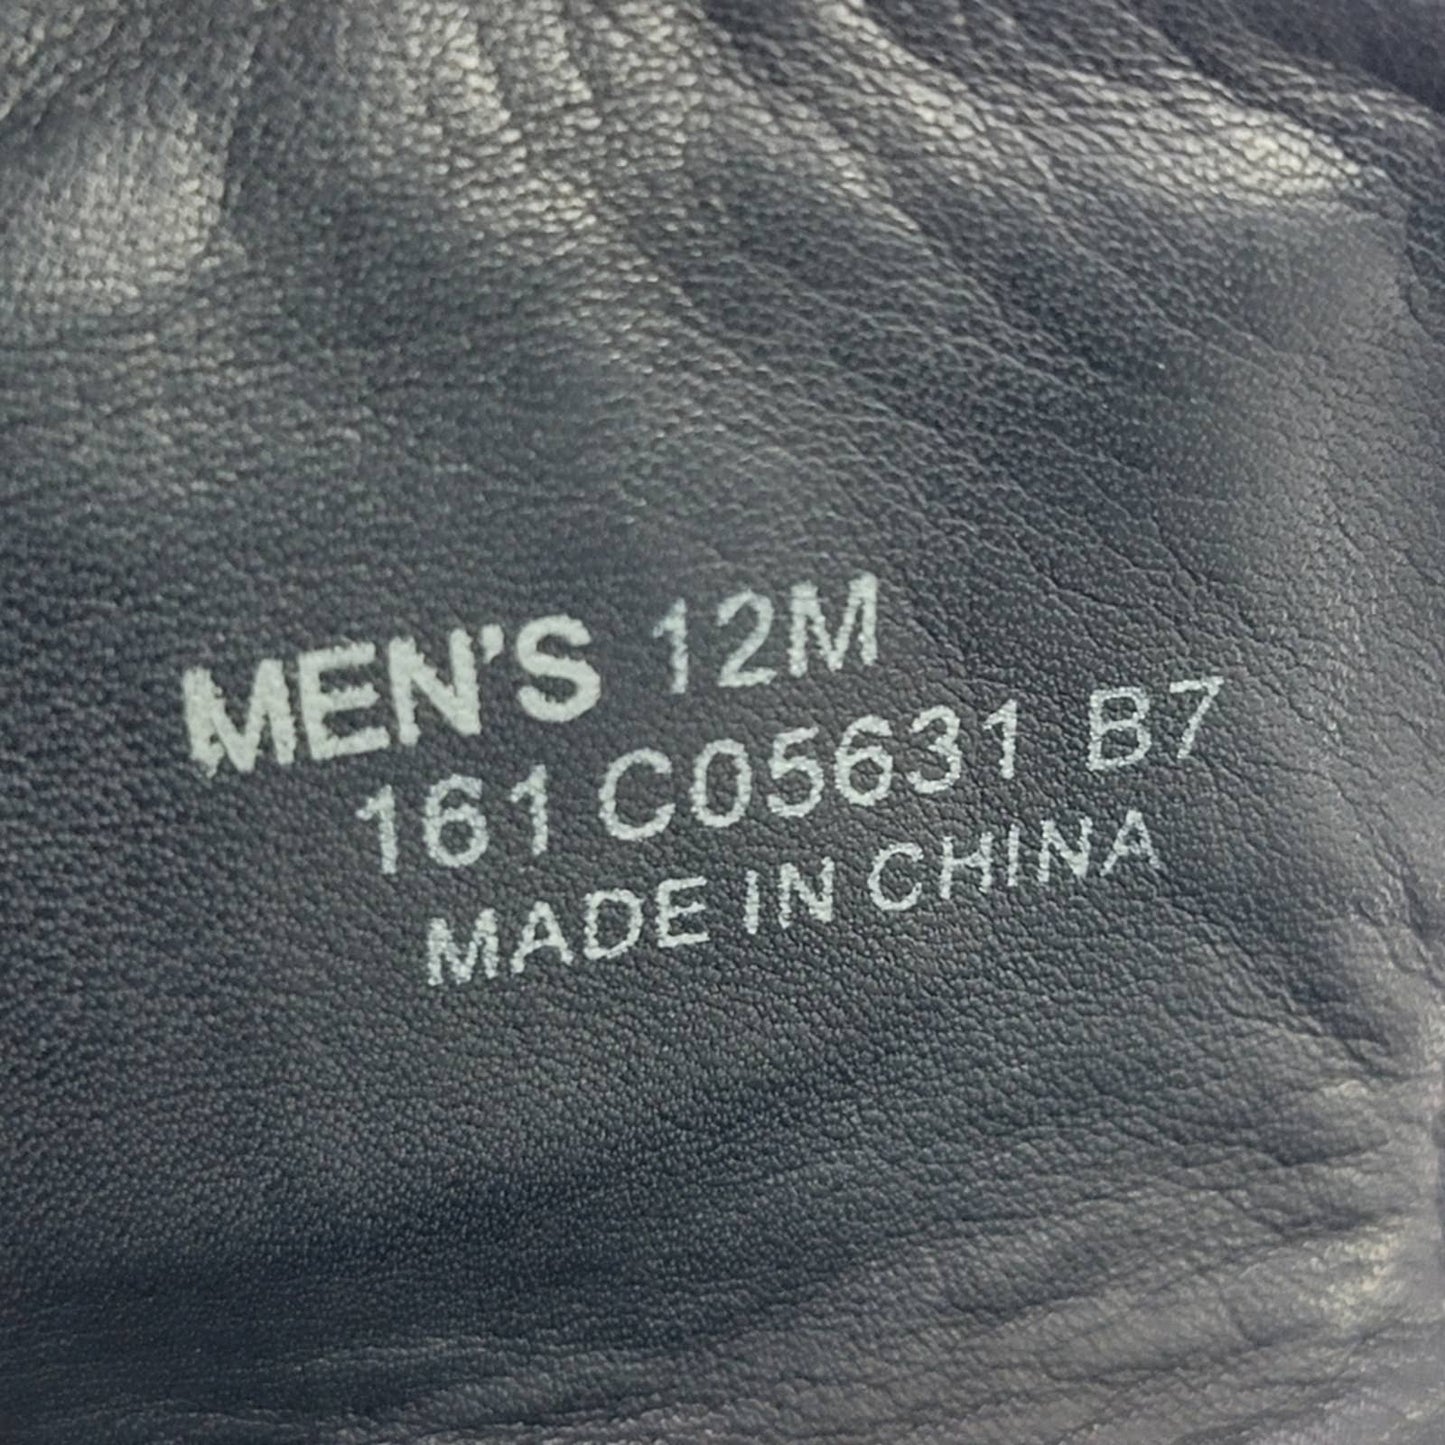 MEN'S 12M
161 C05631 B7
MADE IN CHINA